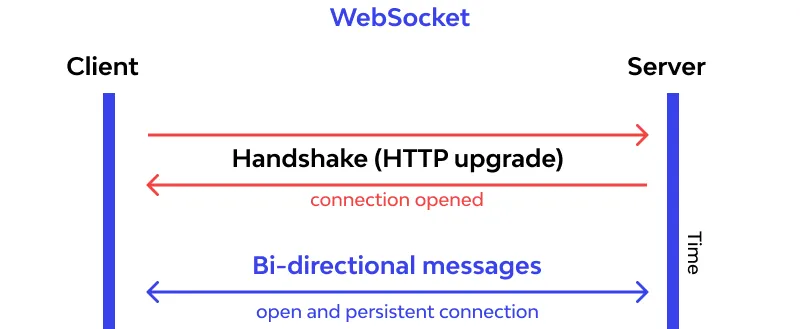 WebSocket
Client
Server
Handshake (HTTP upgrade)
connection opened
Time
Bi-directional messages
open and persistent connection